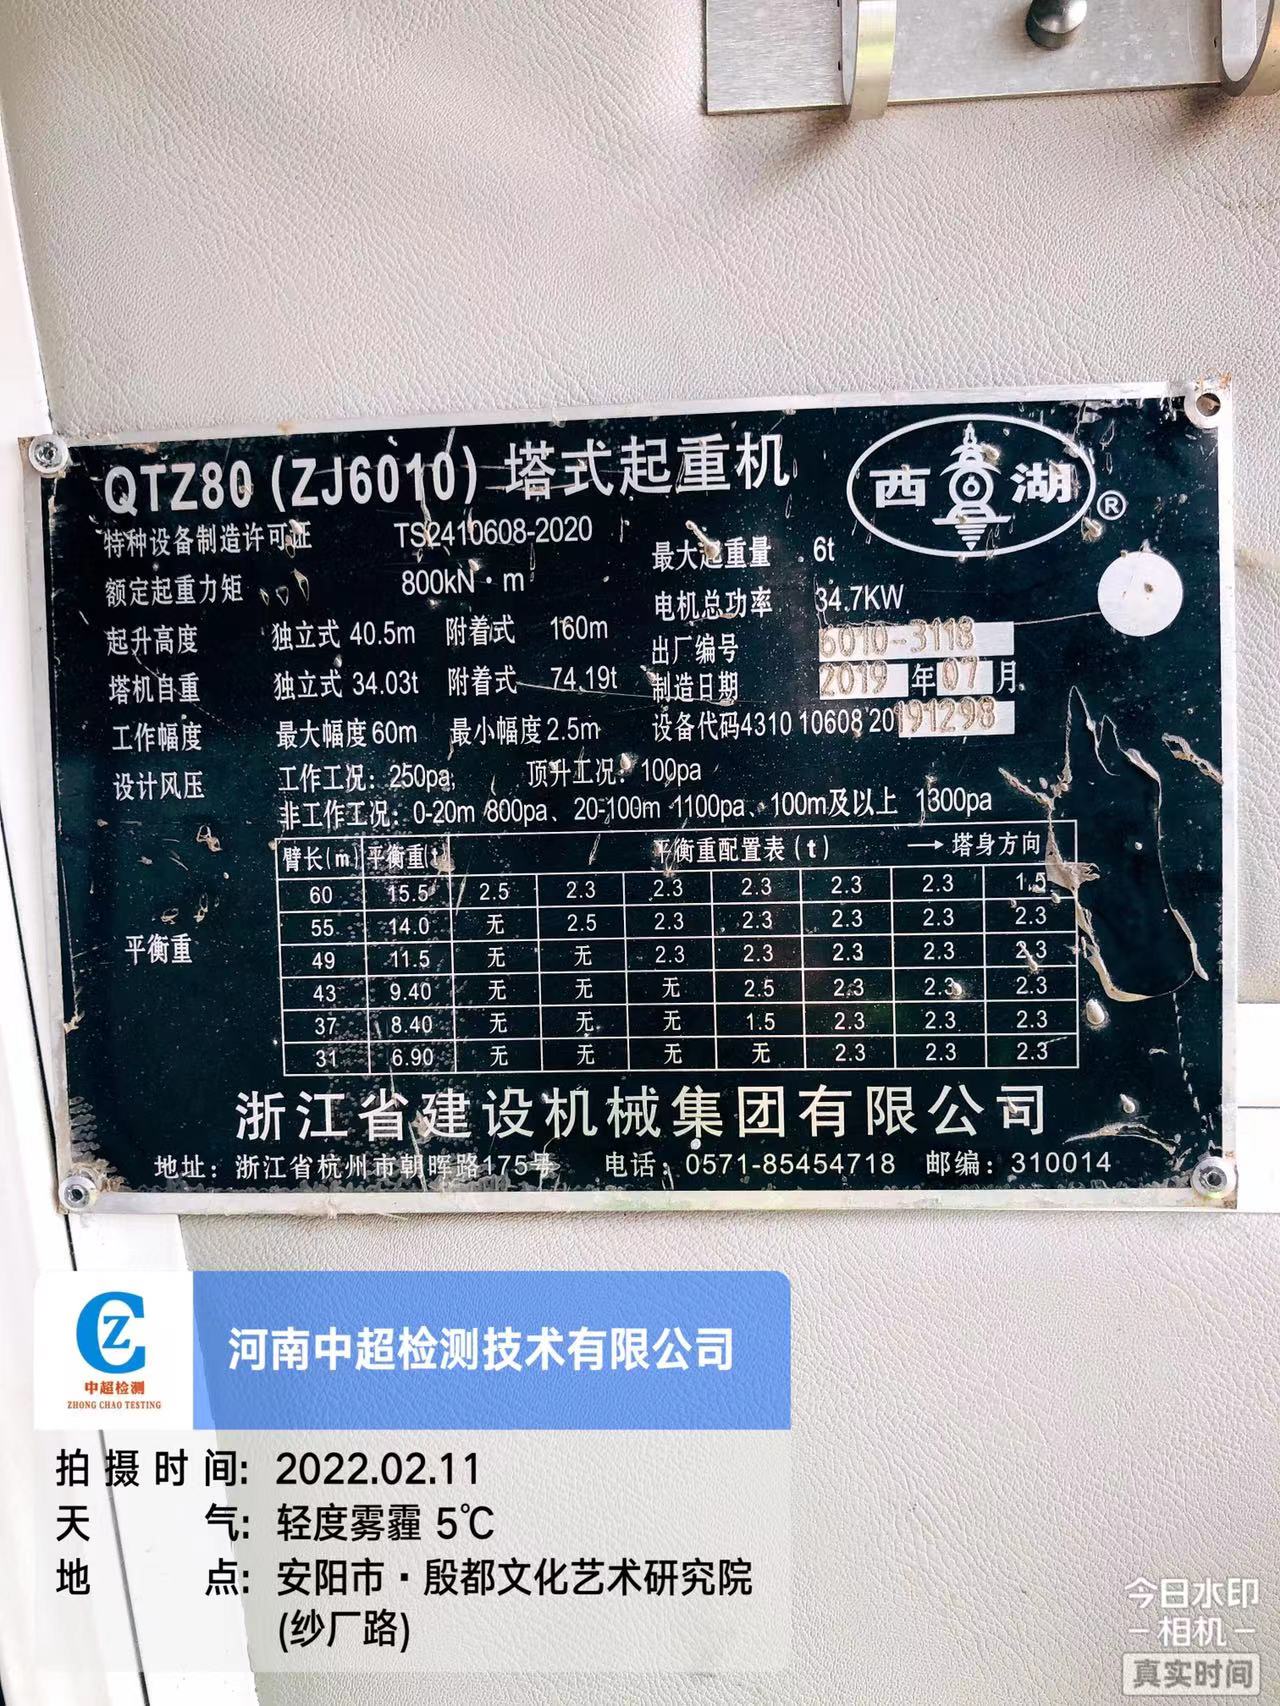 QTZ80(ZJ6010)塔式起重机
西湖®
特种设备制造许可证 TS2410608-2020
最大起重量 6t
额定起重力矩 800kN·m
电机总功率 34.7KW
起升高度 独立式 40.5m 附着式 160m
出厂编号 6010-3118
塔机自重 独立式 34.03t 附着式 74.19t
制造日期 2019年07月
工作幅度 最大幅度60m 最小幅度2.5m
设备代码4310 10608 20191298
设计风压 工作工况：250pa, 顶升工况：100pa
非工作工况：0-20m 800pa、20-100m 1100pa、100m及以上 1300pa
臂长(m) 平衡重(t) 平衡重配置表(t) →塔身方向
60 15.5 2.5 2.3 2.3 2.3 2.3 2.3 1.5
55 14.0 无 2.5 2.3 2.3 2.3 2.3 2.3
平衡重
49 11.5 无 无 2.3 2.3 2.3 2.3 2.3
43 9.40 无 无 无 2.5 2.3 2.3 2.3
37 8.40 无 无 无 1.5 2.3 2.3 2.3
31 6.90 无 无 无 无 2.3 2.3 2.3
浙江省建设机械集团有限公司
地址：浙江省杭州市朝晖路175号 电话：0571-85454718 邮编：310014
CZ
中超检测
ZHONG CHAO TESTING
河南中超检测技术有限公司
拍摄时间: 2022.02.11
天气: 轻度雾霾 5℃
地点: 安阳市·殷都文化艺术研究院
(纱厂路)
今日水印
-相机-
真实时间